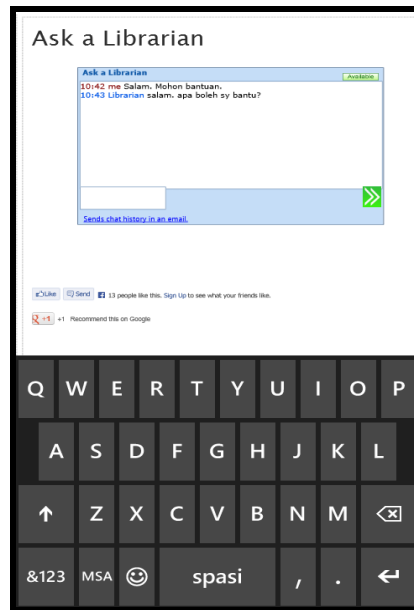 Ask a Librarian
Ask a Librarian Available
10:42 me Salam. Mohon bantuan.
10:43 Librarian salam. apa boleh sy bantu?
Sends chat history in an email.
Like Send 13 people like this. Sign Up to see what your friends like.
+1 +1 Recommend this on Google
Q W E R T Y U I O P
A S D F G H J K L
Z X C V B N M
&123 MSA spasi , .